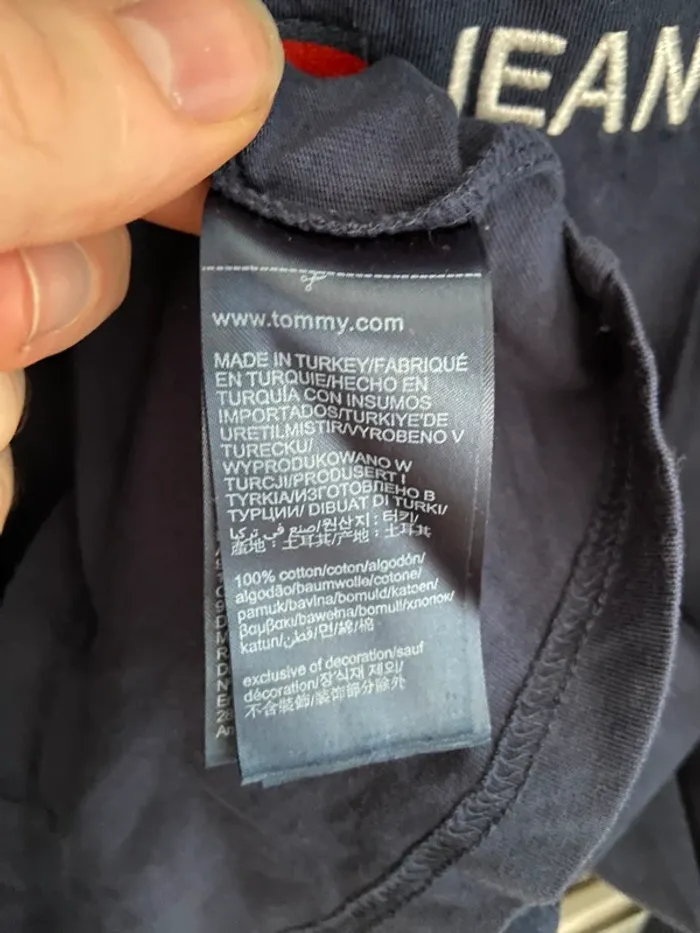 JEAN
www.tommy.com
MADE IN TURKEY/FABRIQUÉ
EN TURQUIE/HECHO EN
TURQUÍA CON INSUMOS
IMPORTADOS/TURKIYE'DE
URETILMISTIR/VYROBENO V
TURECKU/
WYPRODUKOWANO W
TURCJI/PRODUSERT I
TYRKIA/ИЗГОТОВЛЕНО В
ТУРЦИИ/ DIBUAT DI TURKI/
صنع في تركيا/원산지: 터키/
産地: 土耳其/产地: 土耳其
100% cotton/coton/algodón/
algodão/baumwolle/cotone/
pamuk/bavlna/bomuld/katoen/
βαμβακι/bawełna/bomull/хлопок/
katun/قطن/면/綿/棉
exclusive of decoration/sauf
décoration/장식재 제외/
不含裝飾/装饰部分除外